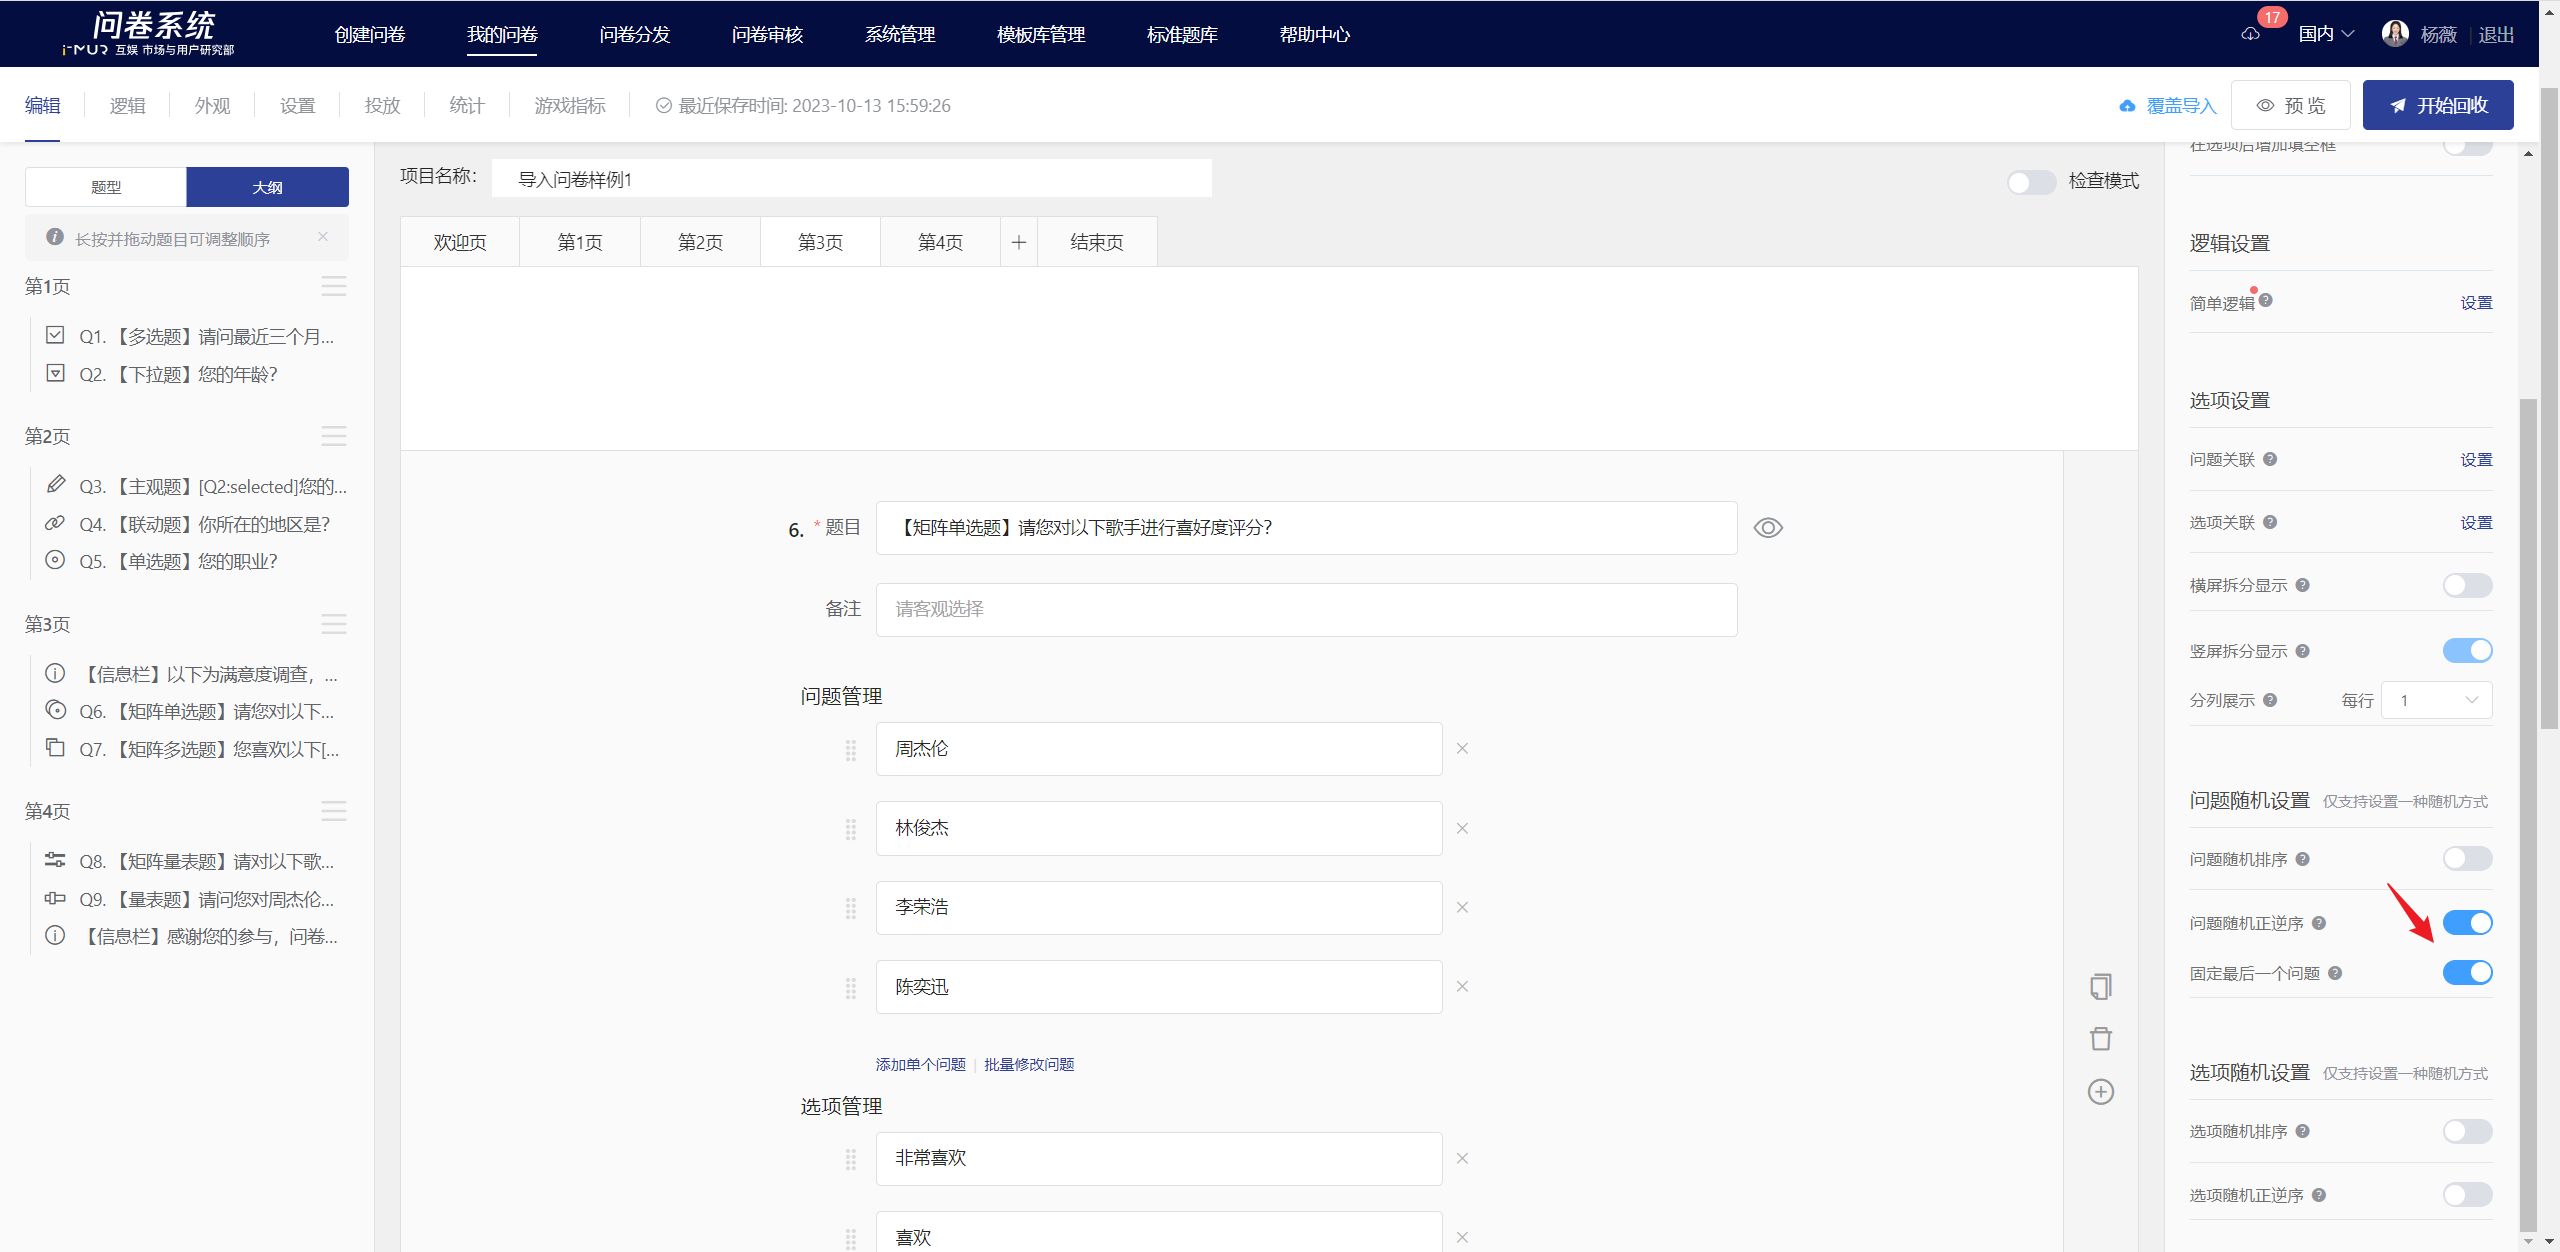 问卷系统
i-MUR 互娱 市场与用户研究部
创建问卷
我的问卷
问卷分发
问卷审核
系统管理
模板库管理
标准题库
帮助中心
17
国内
杨薇
退出
编辑
逻辑
外观
设置
投放
统计
游戏指标
最近保存时间: 2023-10-13 15:59:26
覆盖导入
预 览
开始回收
题型
大纲
长按并拖动题目可调整顺序
第1页
Q1. 【多选题】请问最近三个月...
Q2. 【下拉题】您的年龄?
第2页
Q3. 【主观题】[Q2:selected]您的...
Q4. 【联动题】你所在的地区是?
Q5. 【单选题】您的职业?
第3页
【信息栏】以下为满意度调查，...
Q6. 【矩阵单选题】请您对以下...
Q7. 【矩阵多选题】您喜欢以下[...
第4页
Q8. 【矩阵量表题】请对以下歌...
Q9. 【量表题】请问您对周杰伦...
【信息栏】感谢您的参与，问卷...
项目名称:
导入问卷样例1
检查模式
欢迎页
第1页
第2页
第3页
第4页
结束页
6. * 题目
【矩阵单选题】请您对以下歌手进行喜好度评分?
备注
请客观选择
问题管理
周杰伦
林俊杰
李荣浩
陈奕迅
添加单个问题 | 批量修改问题
选项管理
非常喜欢
喜欢
在选项后增加填空框
逻辑设置
简单逻辑
设置
选项设置
问题关联
设置
选项关联
设置
横屏拆分显示
竖屏拆分显示
分列展示
每行
1
问题随机设置 仅支持设置一种随机方式
问题随机排序
问题随机正逆序
固定最后一个问题
选项随机设置 仅支持设置一种随机方式
选项随机排序
选项随机正逆序